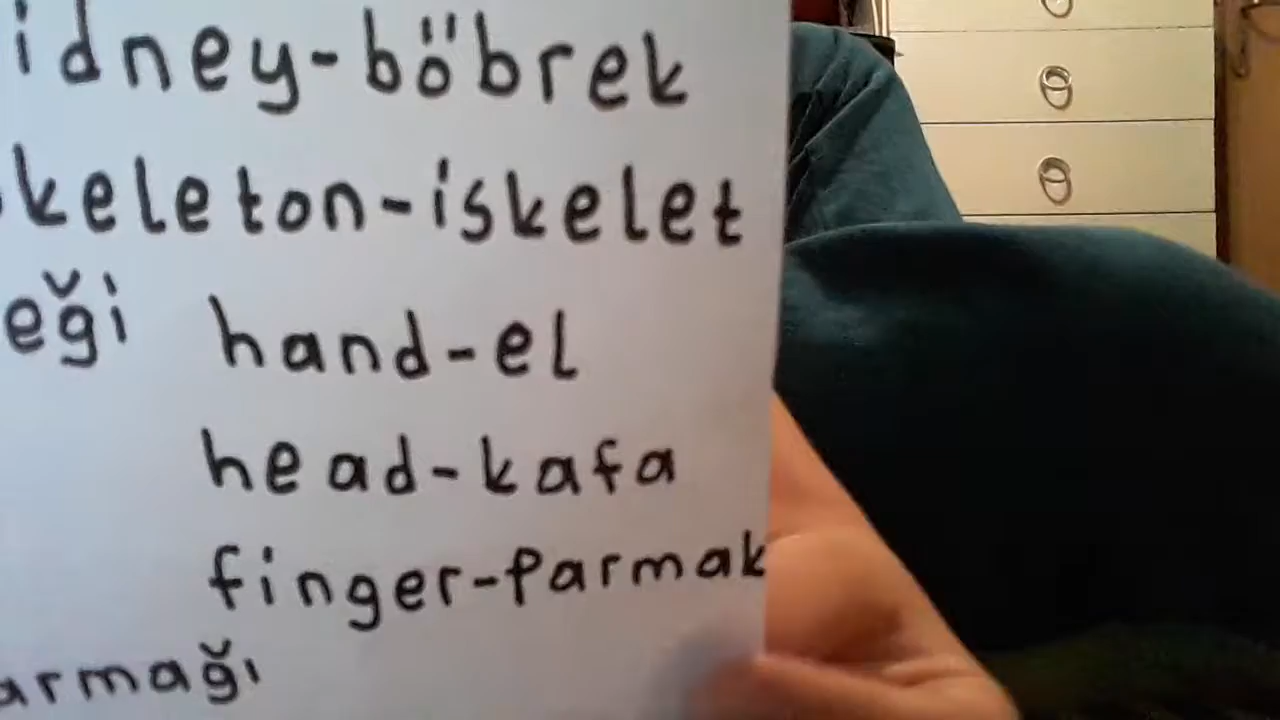 idney-böbrek
keleton-iskelet
eği hand-el
head-kafa
finger-parmak
armağı